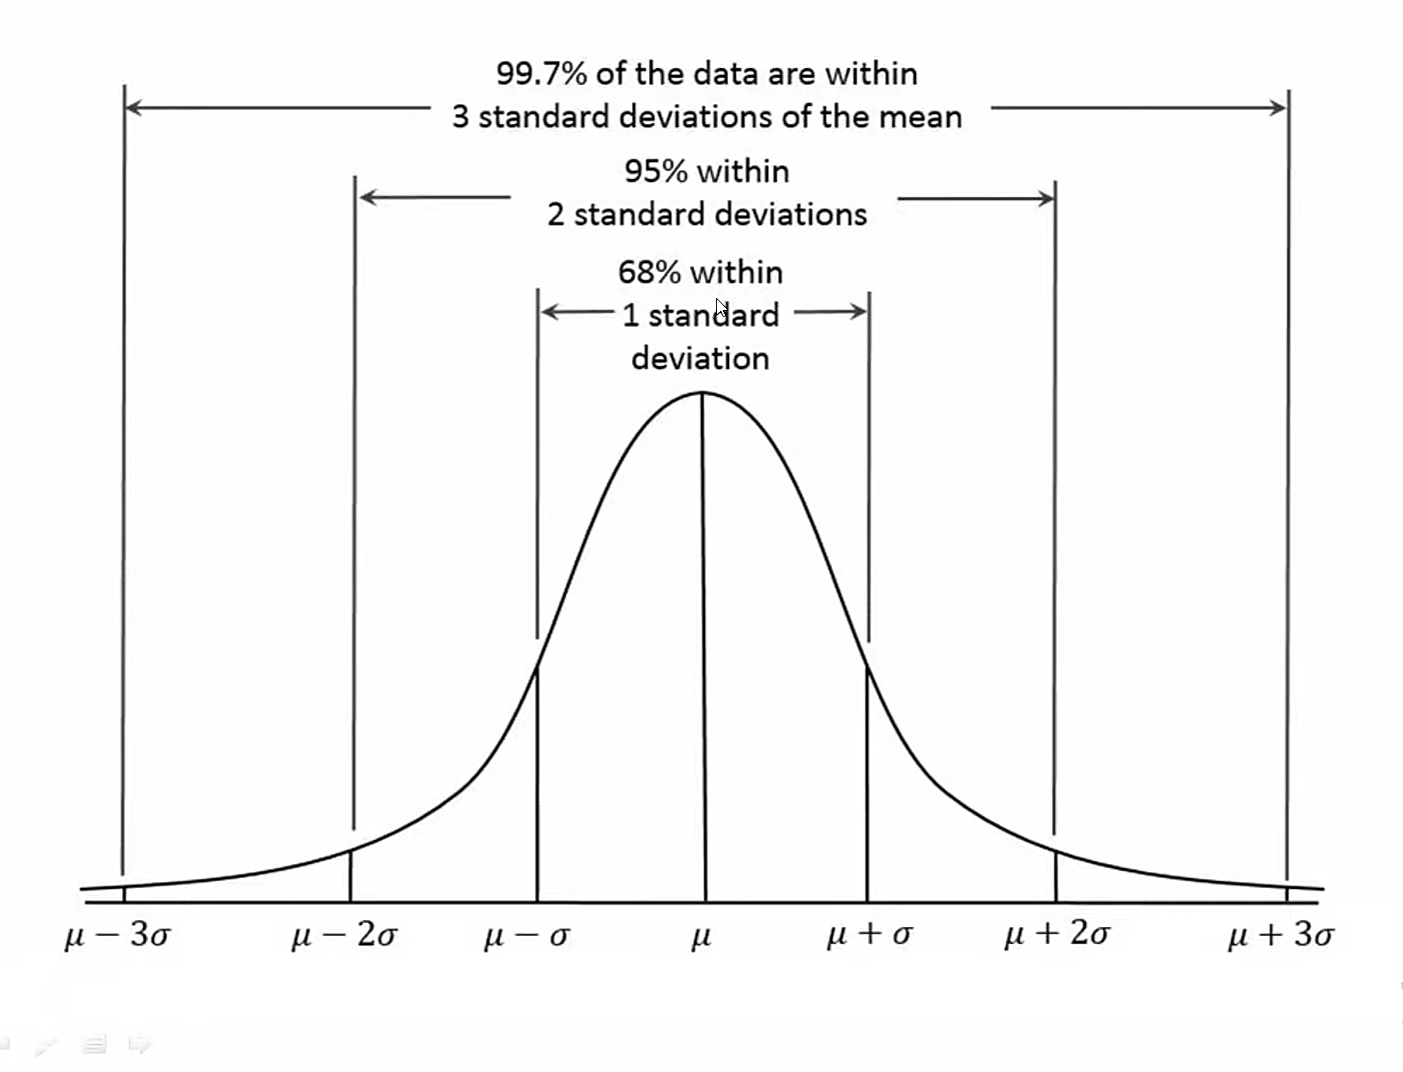 99.7% of the data are within
3 standard deviations of the mean
95% within
2 standard deviations
68% within
1 standard
deviation
μ − 3σ μ − 2σ μ − σ μ μ + σ μ + 2σ μ + 3σ